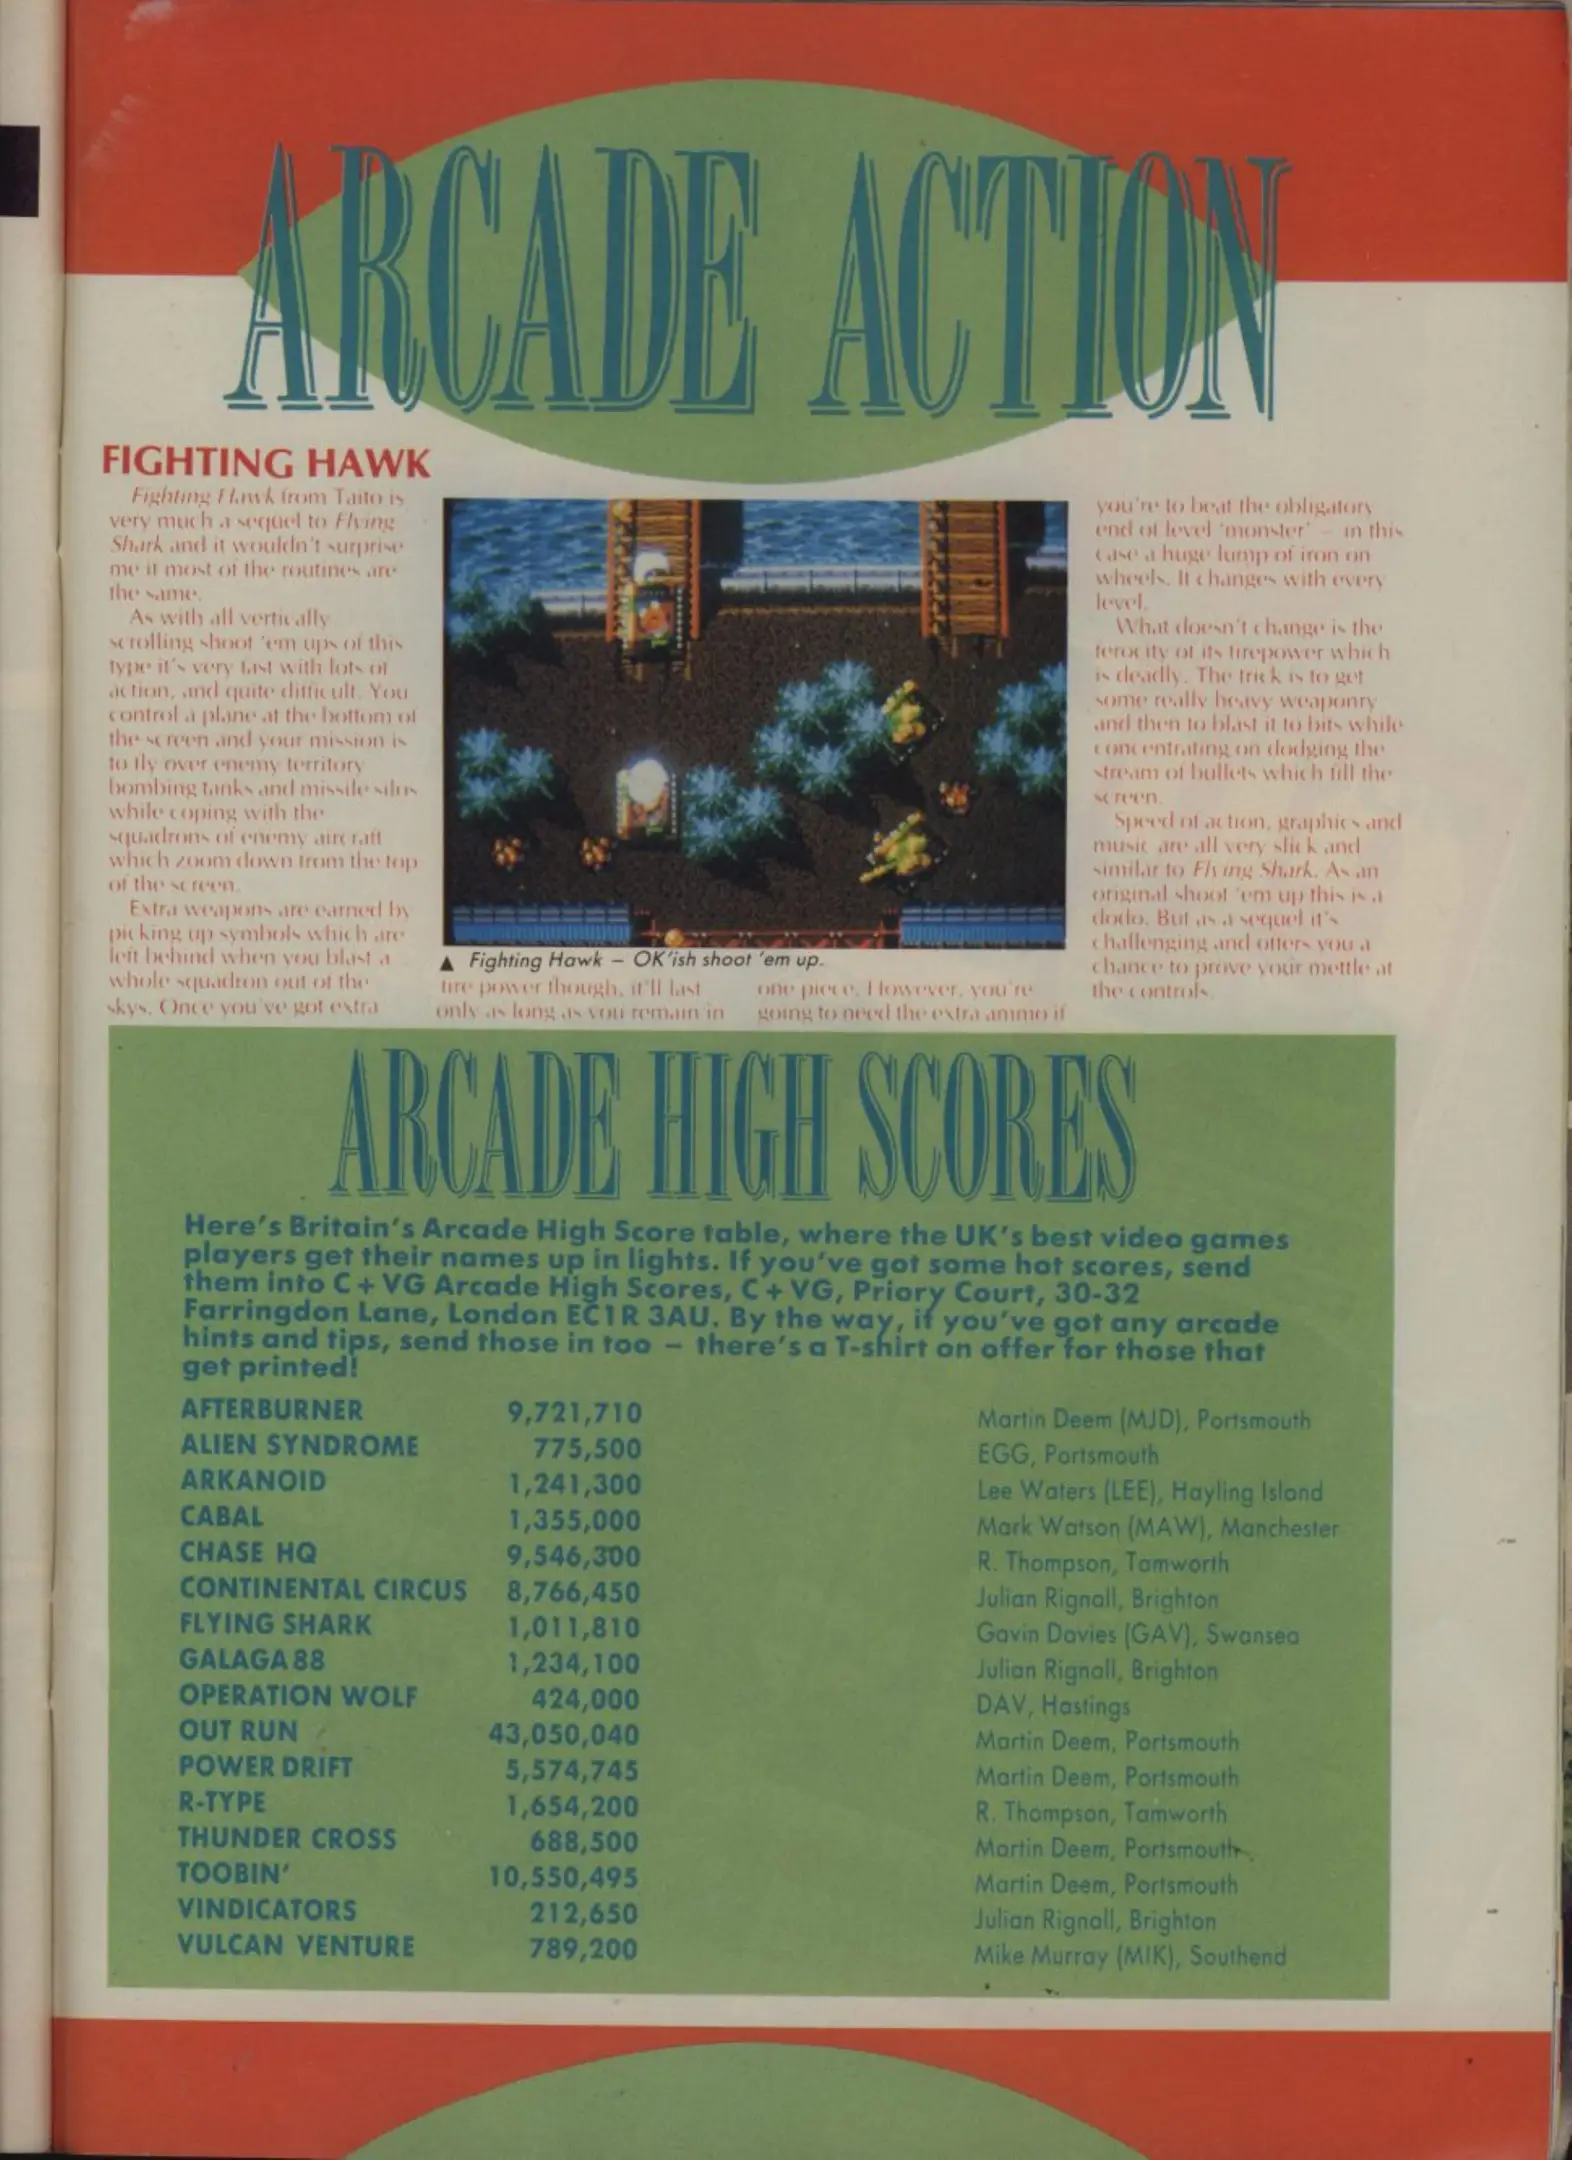 ARCADE ACTION
FIGHTING HAWK
Fighting Hawk from Taito is
very much a sequel to Flying
Shark and it wouldn't surprise
me if most of the routines are
the same.
As with all vertically
scrolling shoot 'em ups of this
type it's very fast with lots of
action, and quite difficult. You
control a plane at the bottom of
the screen and your mission is
to fly over enemy territory
bombing tanks and missile silos
while coping with the
squadrons of enemy aircraft
which zoom down from the top
of the screen.
Extra weapons are earned by
picking up symbols which are
left behind when you blast a
whole squadron out of the
skys. Once you've got extra
▲ Fighting Hawk – OK'ish shoot 'em up.
fire power though, it'll last
only as long as you remain in
one piece. However, you're
going to need the extra ammo if
you're to beat the obligatory
end of level 'monster' – in this
case a huge lump of iron on
wheels. It changes with every
level.
What doesn't change is the
ferocity of its firepower which
is deadly. The trick is to get
some really heavy weaponry
and then to blast it to bits while
concentrating on dodging the
stream of bullets which fill the
screen.
Speed of action, graphics and
music are all very slick and
similar to Flying Shark. As an
original shoot 'em up this is a
dodo. But as a sequel it's
challenging and offers you a
chance to prove your mettle at
the controls.
ARCADE HIGH SCORES
Here's Britain's Arcade High Score table, where the UK's best video games
players get their names up in lights. If you've got some hot scores, send
them into C + VG Arcade High Scores, C + VG, Priory Court, 30-32
Farringdon Lane, London EC1R 3AU. By the way, if you've got any arcade
hints and tips, send those in too – there's a T-shirt on offer for those that
get printed!
AFTERBURNER 9,721,710 Martin Deem (MJD), Portsmouth
ALIEN SYNDROME 775,500 EGG, Portsmouth
ARKANOID 1,241,300 Lee Waters (LEE), Hayling Island
CABAL 1,355,000 Mark Watson (MAW), Manchester
CHASE HQ 9,546,300 R. Thompson, Tamworth
CONTINENTAL CIRCUS 8,766,450 Julian Rignall, Brighton
FLYING SHARK 1,011,810 Gavin Davies (GAV), Swansea
GALAGA 88 1,234,100 Julian Rignall, Brighton
OPERATION WOLF 424,000 DAV, Hastings
OUT RUN 43,050,040 Martin Deem, Portsmouth
POWER DRIFT 5,574,745 Martin Deem, Portsmouth
R-TYPE 1,654,200 R. Thompson, Tamworth
THUNDER CROSS 688,500 Martin Deem, Portsmouth
TOOBIN' 10,550,495 Martin Deem, Portsmouth
VINDICATORS 212,650 Julian Rignall, Brighton
VULCAN VENTURE 789,200 Mike Murray (MIK), Southend